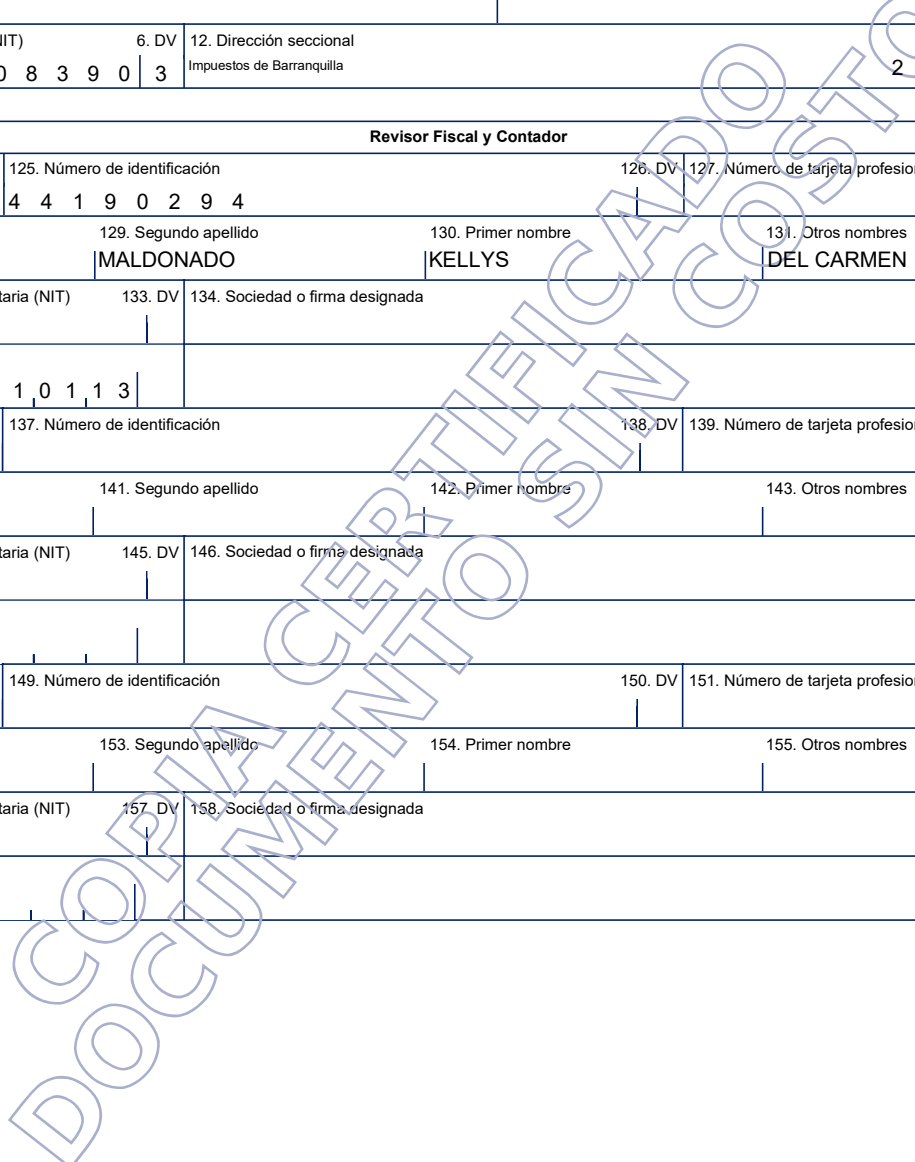 IIT) 6. DV 12. Dirección seccional
0 8 3 9 0 3 Impuestos de Barranquilla 2
Revisor Fiscal y Contador
125. Número de identificación 126. DV 127. Número de tarjeta profesion
4 4 1 9 0 2 9 4
129. Segundo apellido 130. Primer nombre 131. Otros nombres
MALDONADO KELLYS DEL CARMEN
taria (NIT) 133. DV 134. Sociedad o firma designada
1 0 1 1 3
137. Número de identificación 138. DV 139. Número de tarjeta profesion
141. Segundo apellido 142. Primer nombre 143. Otros nombres
taria (NIT) 145. DV 146. Sociedad o firma designada
149. Número de identificación 150. DV 151. Número de tarjeta profesion
153. Segundo apellido 154. Primer nombre 155. Otros nombres
taria (NIT) 157. DV 158. Sociedad o firma designada
COPIA CERTIFICADO
DOCUMENTO SIN COSTO